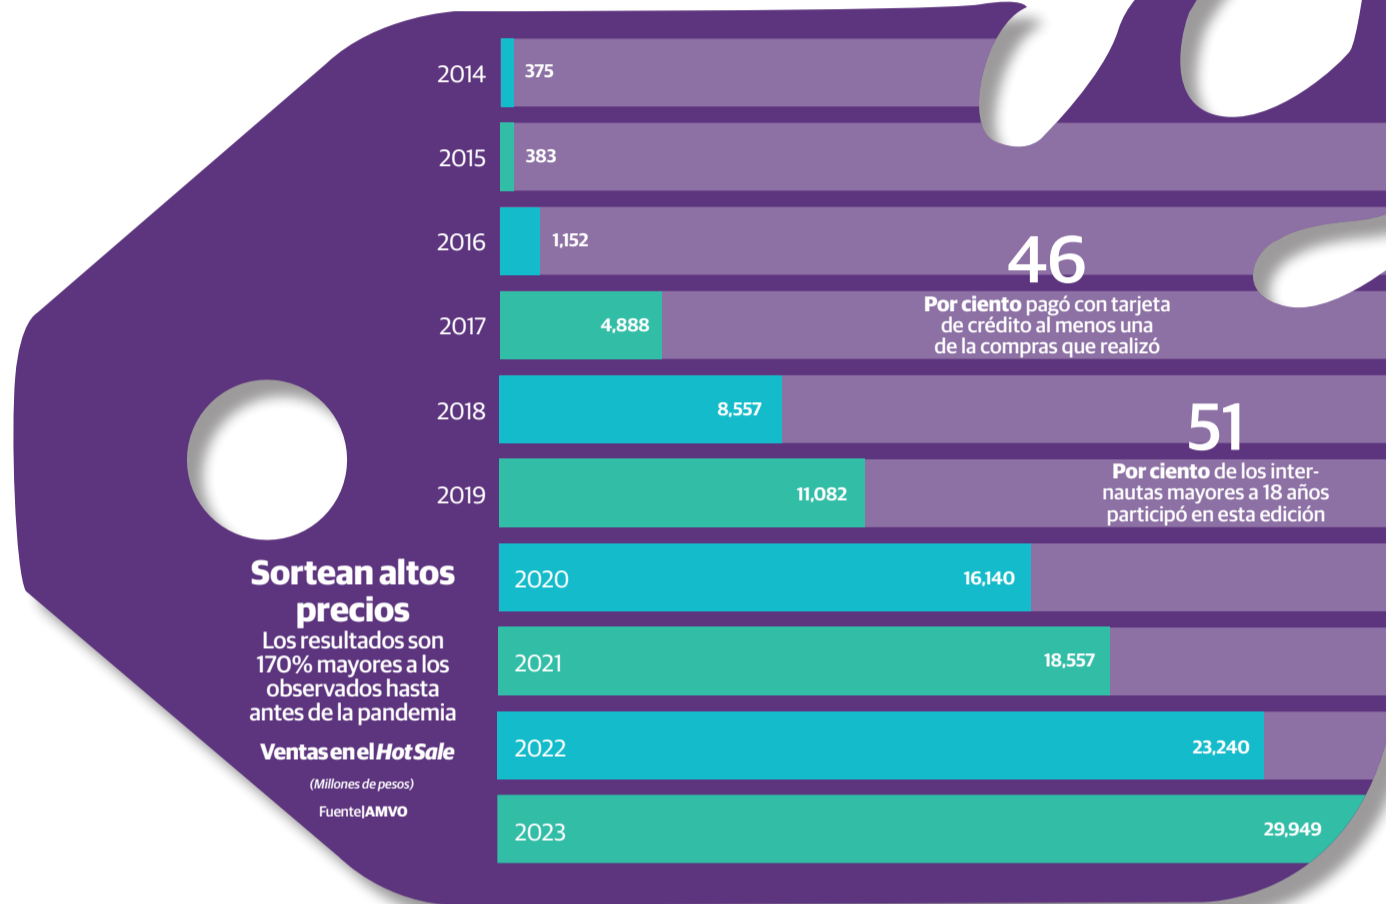 2014 375
2015 383
2016 1,152
46
Por ciento pagó con tarjeta
de crédito al menos una
de la compras que realizó
2017 4,888
2018 8,557
51
Por ciento de los inter-
nautas mayores a 18 años
participó en esta edición
2019 11,082
2020 16,140
2021 18,557
2022 23,240
2023 29,949
Sortean altos
precios
Los resultados son
170% mayores a los
observados hasta
antes de la pandemia
Ventas en el Hot Sale
(Millones de pesos)
Fuente|AMVO